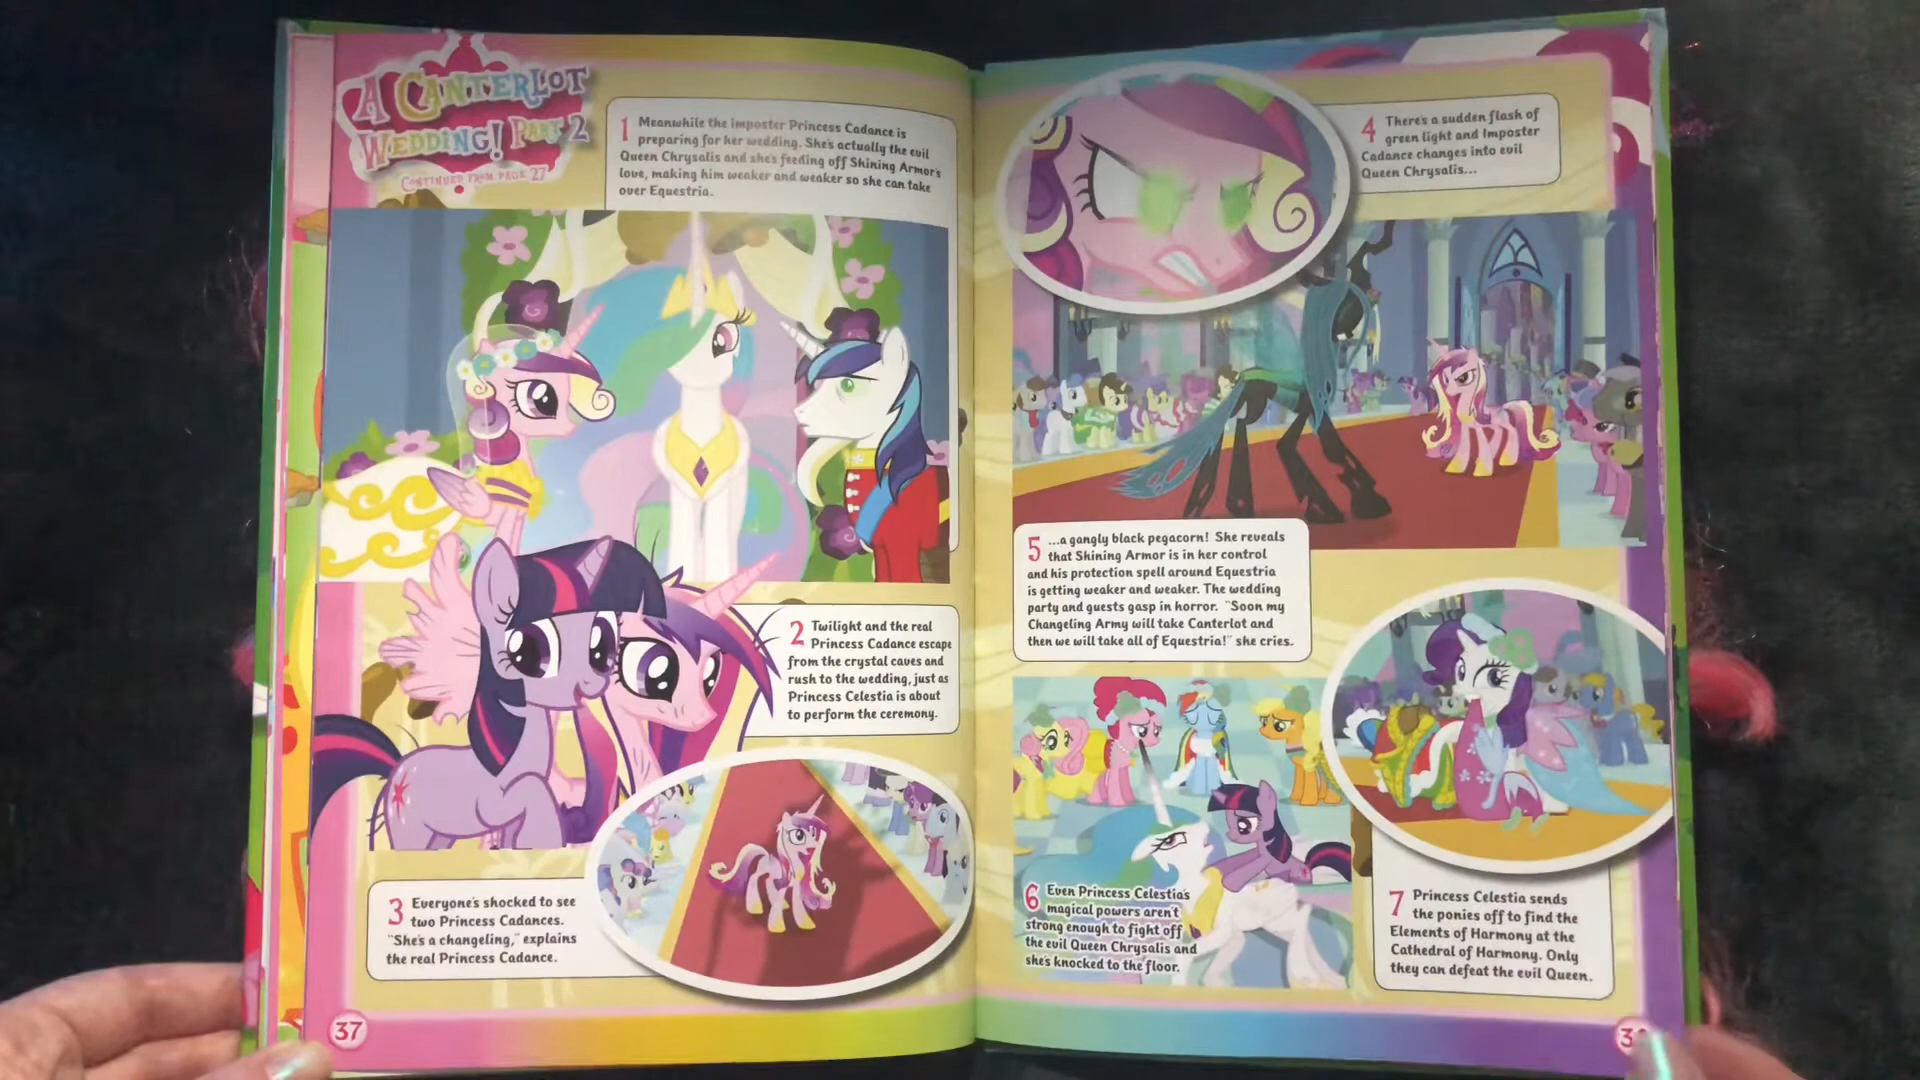 A CANTERLOT
WEDDING! PART 2
CONTINUED FROM PAGE 27
1 Meanwhile the imposter Princess Cadance is
preparing for her wedding. She's actually the evil
Queen Chrysalis and she's feeding off Shining Armor's
love, making him weaker and weaker so she can take
over Equestria.
2 Twilight and the real
Princess Cadance escape
from the crystal caves and
rush to the wedding, just as
Princess Celestia is about
to perform the ceremony.
3 Everyone's shocked to see
two Princess Cadances.
"She's a changeling," explains
the real Princess Cadance.
37
4 There's a sudden flash of
green light and Imposter
Cadance changes into evil
Queen Chrysalis...
5 ...a gangly black pegacorn! She reveals
that Shining Armor is in her control
and his protection spell around Equestria
is getting weaker and weaker. The wedding
party and guests gasp in horror. "Soon my
Changeling Army will take Canterlot and
then we will take all of Equestria!" she cries.
6 Even Princess Celestia's
magical powers aren't
strong enough to fight off
the evil Queen Chrysalis and
she's knocked to the floor.
7 Princess Celestia sends
the ponies off to find the
Elements of Harmony at the
Cathedral of Harmony. Only
they can defeat the evil Queen.